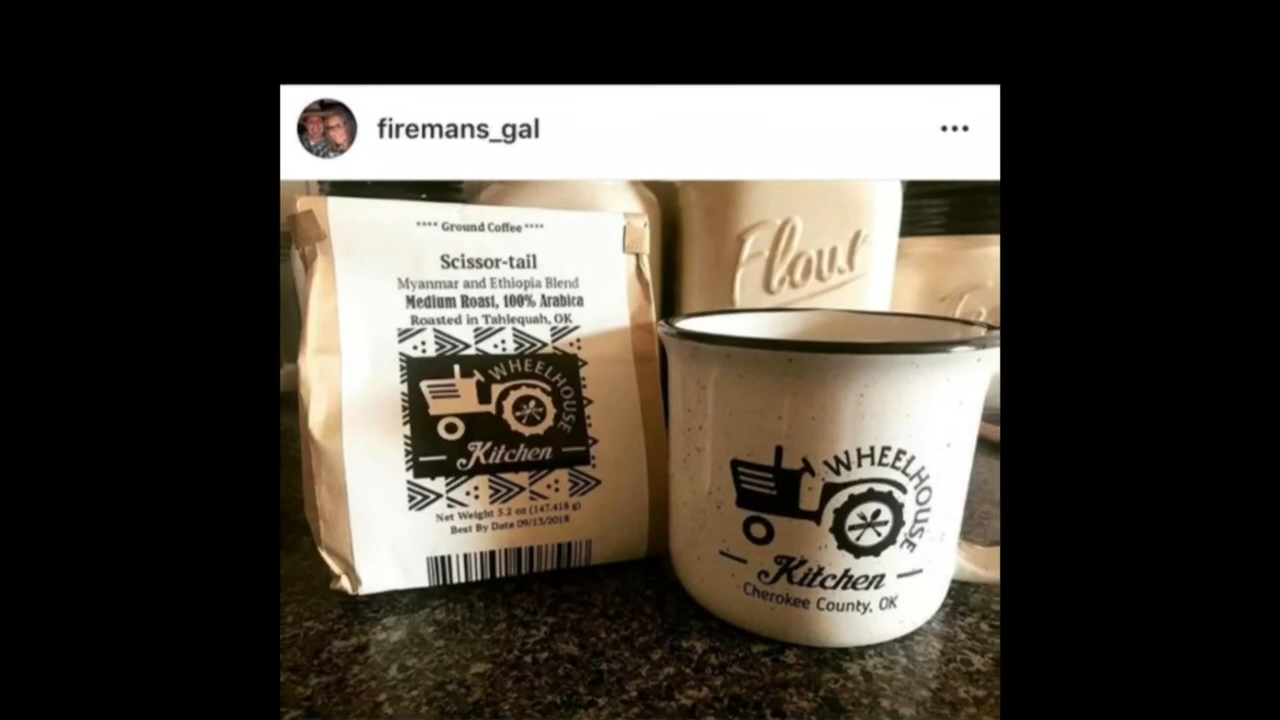 firemans_gal
**** Ground Coffee ****
Scissor-tail
Myanmar and Ethiopia Blend
Medium Roast, 100% Arabica
Roasted in Tahlequah, OK
WHEELHOUSE
Kitchen
Net Weight 5.2 oz (147.418 g)
Best By Date 09/13/2018
Flour
WHEELHOUSE
Kitchen
Cherokee County, OK